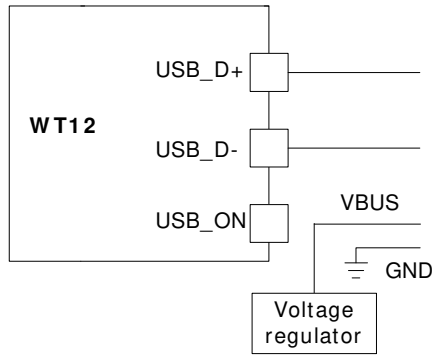 USB_D+
WT12
USB_D-
VBUS
USB_ON
GND
Voltage
regulator